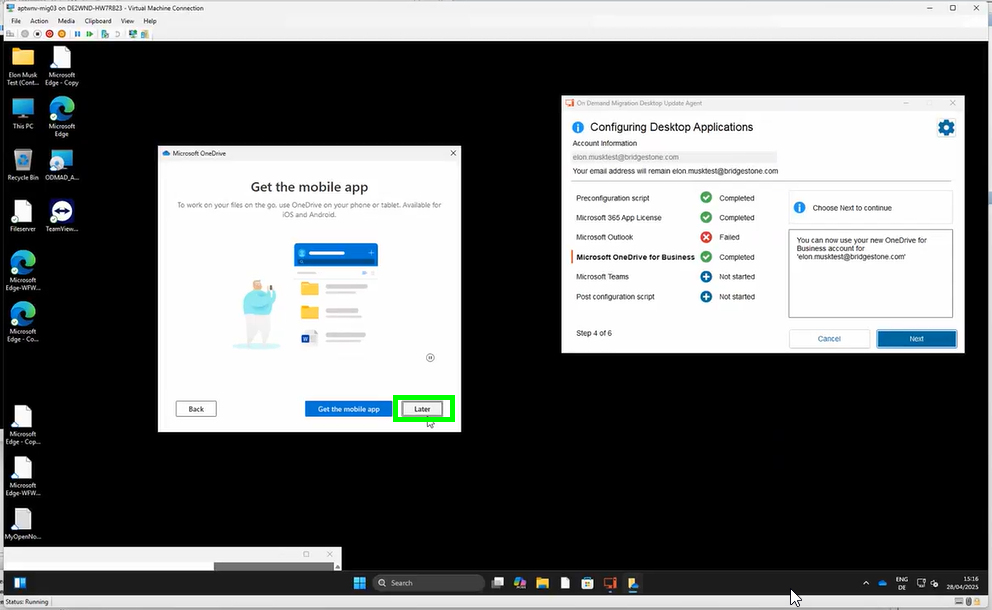 aptwnv-mig03 on DE2WND-HW7RB23 - Virtual Machine Connection
File Action Media Clipboard View Help
Elon Musk
Test (Cont...
Microsoft
Edge - Copy
This PC
Microsoft
Edge
Recycle Bin
ODMAD_A...
Fileserver
TeamView...
Microsoft
Edge-WFW...
Microsoft
Edge - Co...
Microsoft
Edge - Cop...
Microsoft
Edge-WFW...
MyOpenNo...
Microsoft OneDrive
Get the mobile app
To work on your files on the go, use OneDrive on your phone or tablet. Available for
iOS and Android.
Back
Get the mobile app
Later
On Demand Migration Desktop Update Agent
Configuring Desktop Applications
Account Information
elon.musktest@bridgestone.com
Your email address will remain elon.musktest@bridgestone.com
Preconfiguration script Completed
Microsoft 365 App License Completed
Microsoft Outlook Failed
Microsoft OneDrive for Business Completed
Microsoft Teams Not started
Post configuration script Not started
Step 4 of 6
Choose Next to continue
You can now use your new OneDrive for
Business account for
'elon.musktest@bridgestone.com'
Cancel
Next
Search
ENG
DE
15:16
28/04/2025
Status: Running